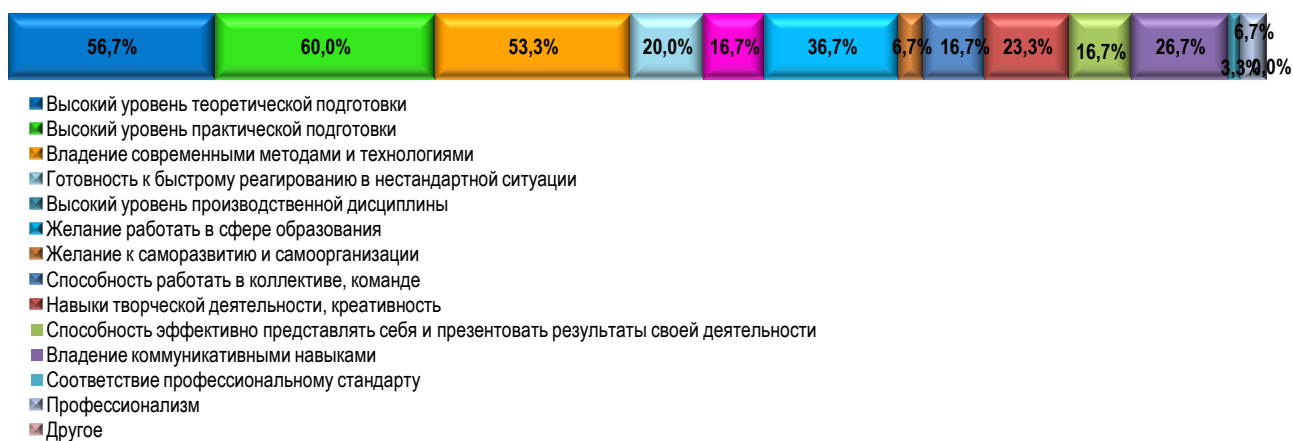 56,7% 60,0% 53,3% 20,0% 16,7% 36,7% 6,7% 16,7% 23,3% 16,7% 26,7% 3,3% 6,7% 0,0%
Высокий уровень теоретической подготовки
Высокий уровень практической подготовки
Владение современными методами и технологиями
Готовность к быстрому реагированию в нестандартной ситуации
Высокий уровень производственной дисциплины
Желание работать в сфере образования
Желание к саморазвитию и самоорганизации
Способность работать в коллективе, команде
Навыки творческой деятельности, креативность
Способность эффективно представлять себя и презентовать результаты своей деятельности
Владение коммуникативными навыками
Соответствие профессиональному стандарту
Профессионализм
Другое